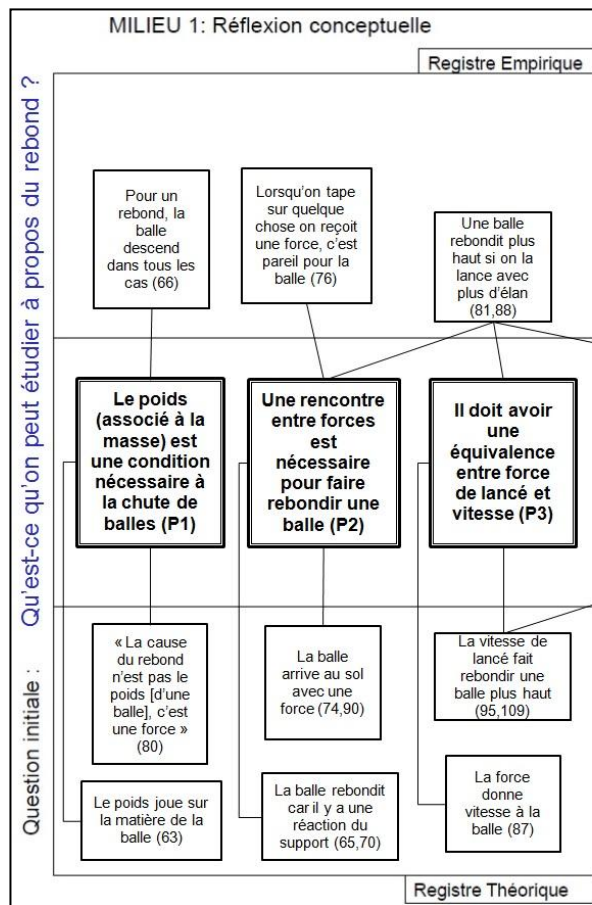 MILIEU 1: Réflexion conceptuelle
Registre Empirique
Question initiale : Qu'est-ce qu'on peut étudier à propos du rebond ?
Pour un
rebond, la
balle
descend
dans tous les
cas (66)
Lorsqu'on tape
sur quelque
chose on reçoit
une force, c'est
pareil pour la
balle (76)
Une balle
rebondit plus
haut si on la
lance avec
plus d'élan
(81,88)
Le poids
(associé à la
masse) est
une condition
nécessaire à
la chute de
balles (P1)
Une rencontre
entre forces
est
nécessaire
pour faire
rebondir une
balle (P2)
Il doit avoir
une
équivalence
entre force
de lancé et
vitesse (P3)
« La cause
du rebond
n'est pas le
poids [d'une
balle], c'est
une force »
(80)
La balle
arrive au sol
avec une
force (74,90)
La vitesse de
lancé fait
rebondir une
balle plus haut
(95,109)
Le poids joue sur
la matière de la
balle (63)
La balle rebondit
car il y a une
réaction du
support (65,70)
La force
donne
vitesse à la
balle (87)
Registre Théorique